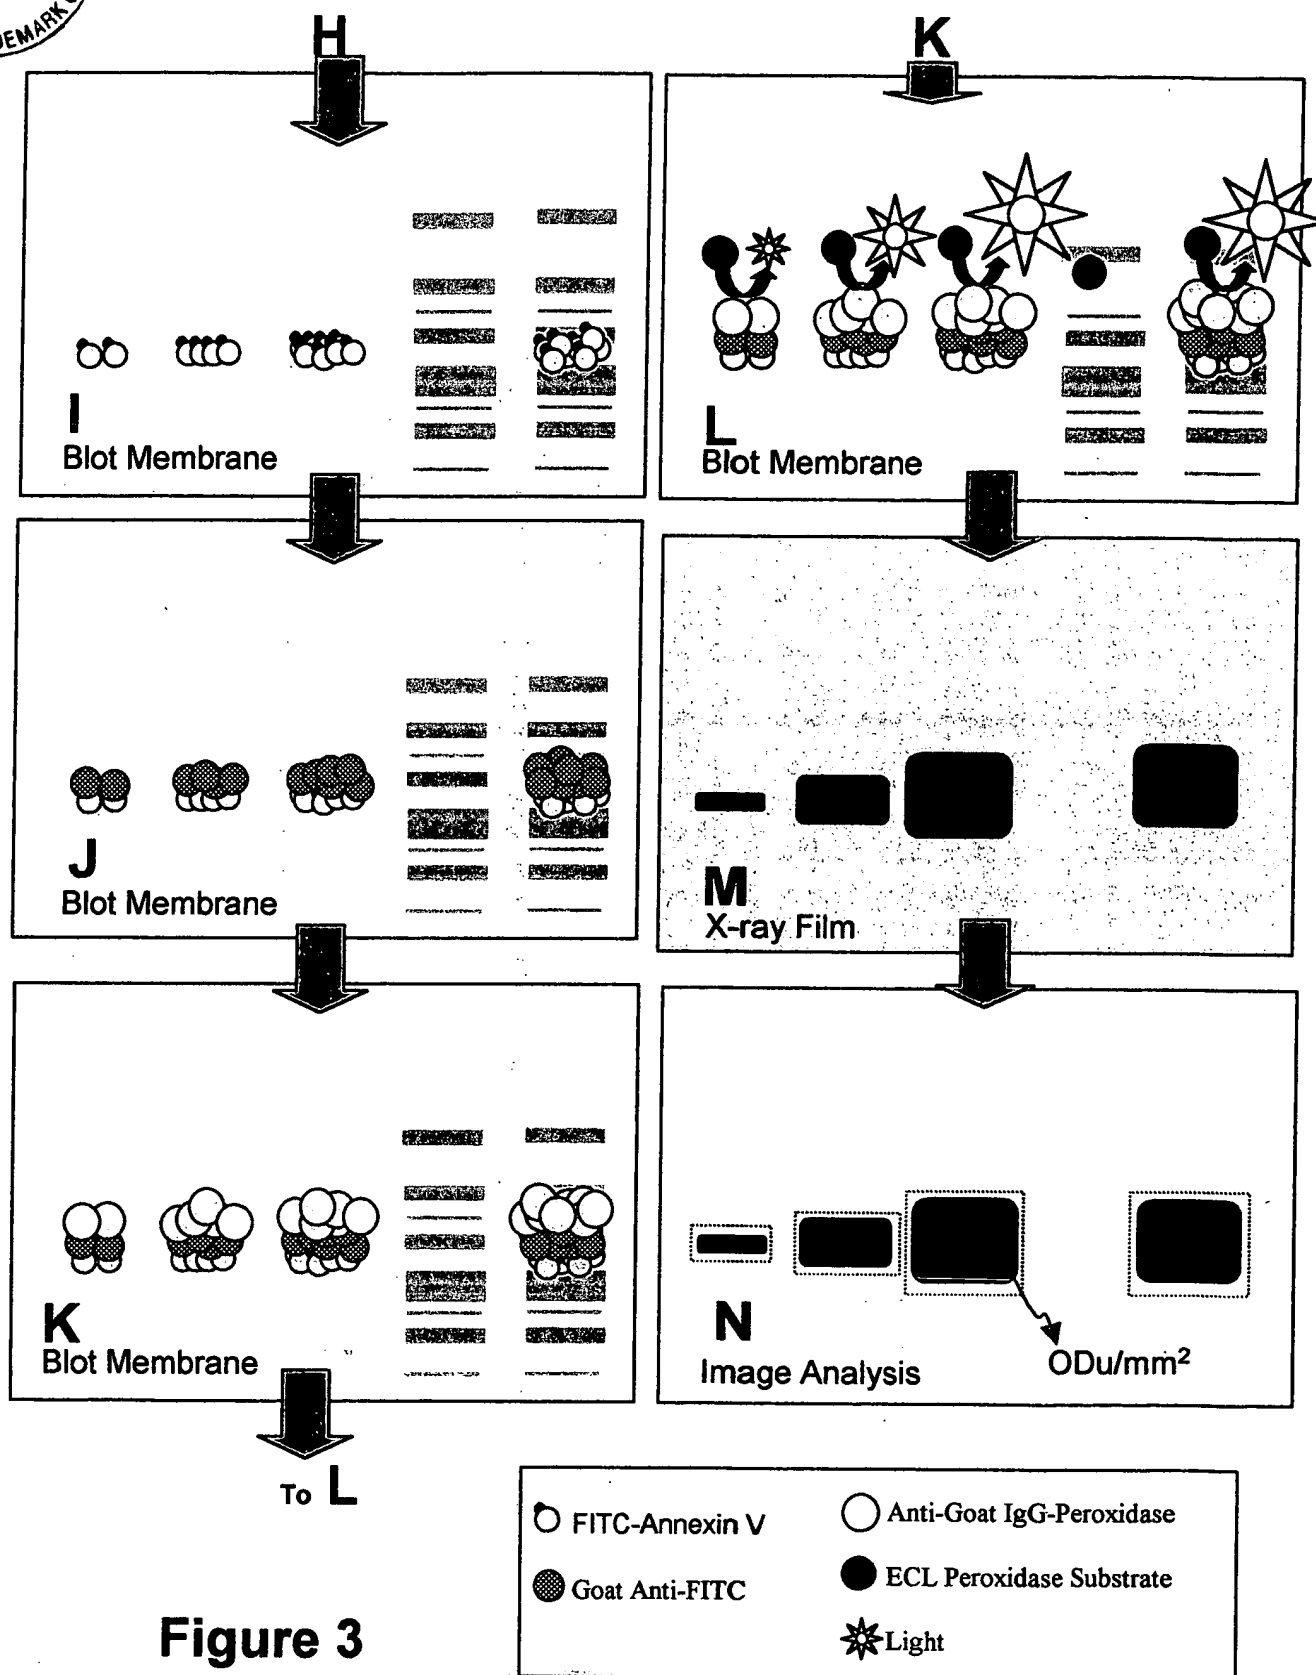 DEMARK
H
K
I
Blot Membrane
L
Blot Membrane
J
Blot Membrane
M
X-ray Film
K
Blot Membrane
N
Image Analysis
ODu/mm²
To L
FITC-Annexin V
Anti-Goat IgG-Peroxidase
Goat Anti-FITC
ECL Peroxidase Substrate
Light
Figure 3